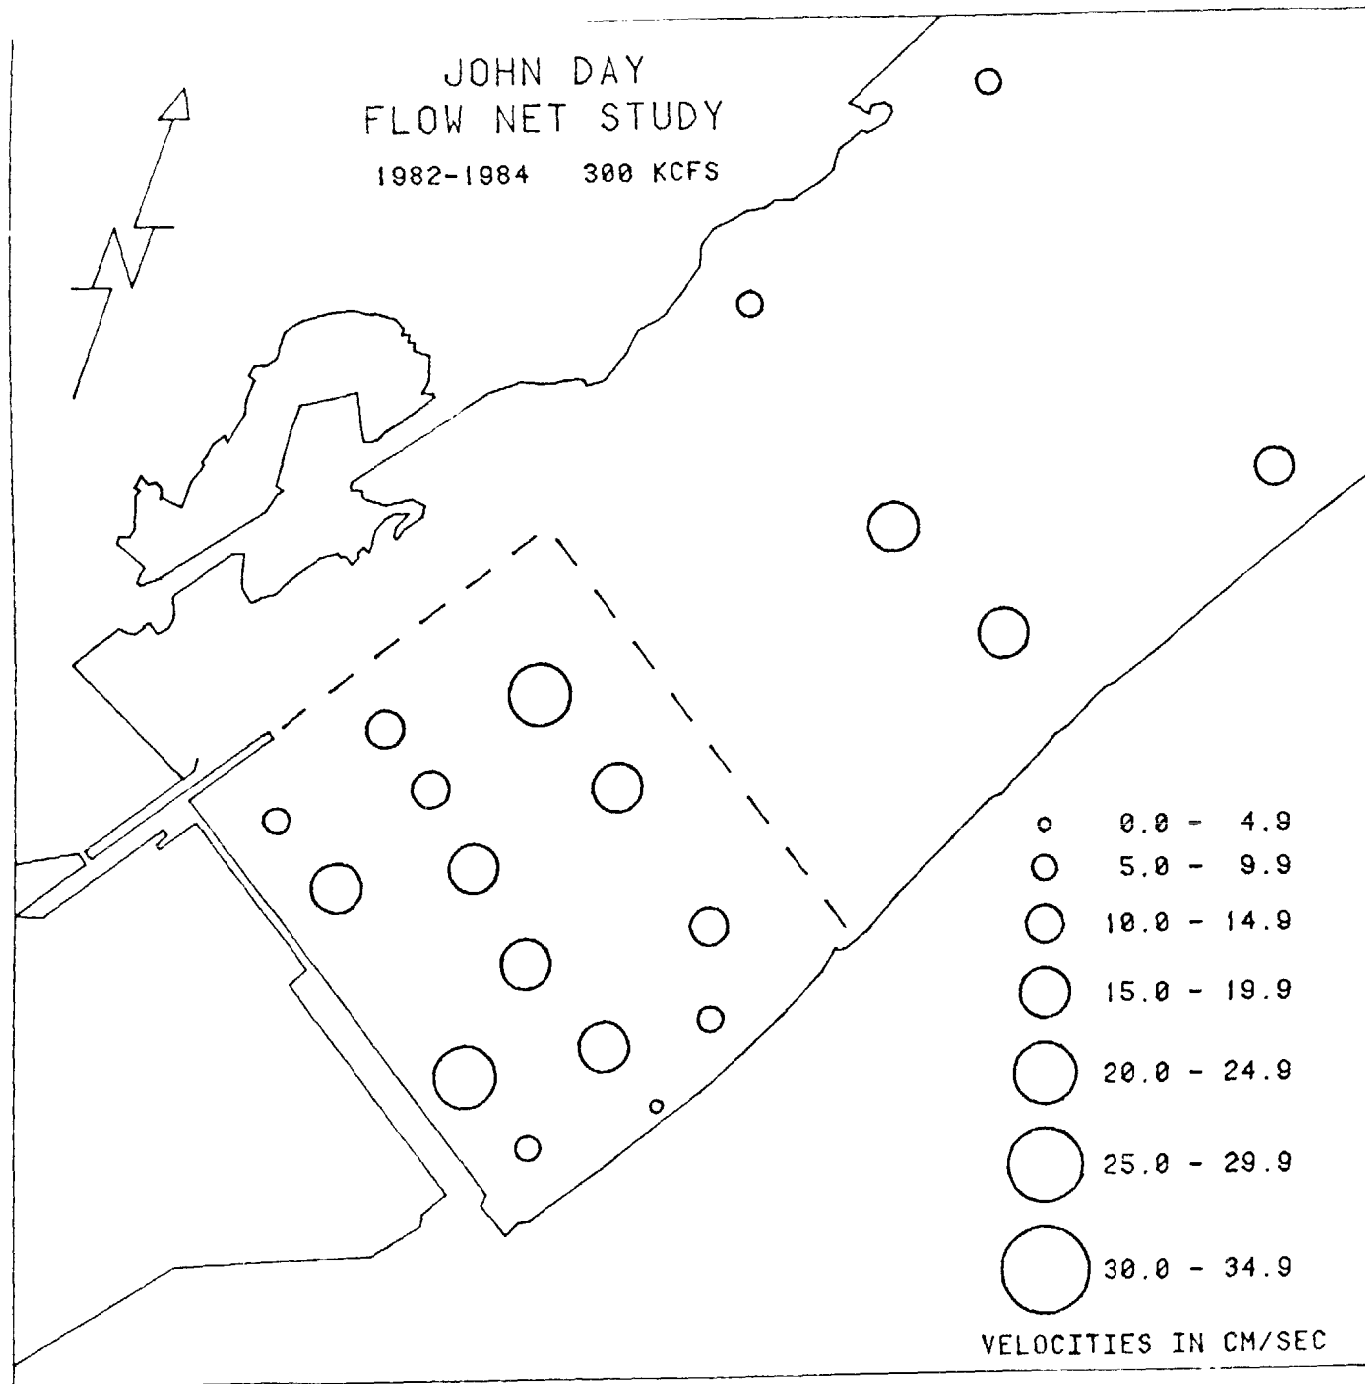 JOHN DAY
FLOW NET STUDY
1982-1984 300 KCFS
N
0.0 - 4.9
5.0 - 9.9
10.0 - 14.9
15.0 - 19.9
20.0 - 24.9
25.0 - 29.9
30.0 - 34.9
VELOCITIES IN CM/SEC